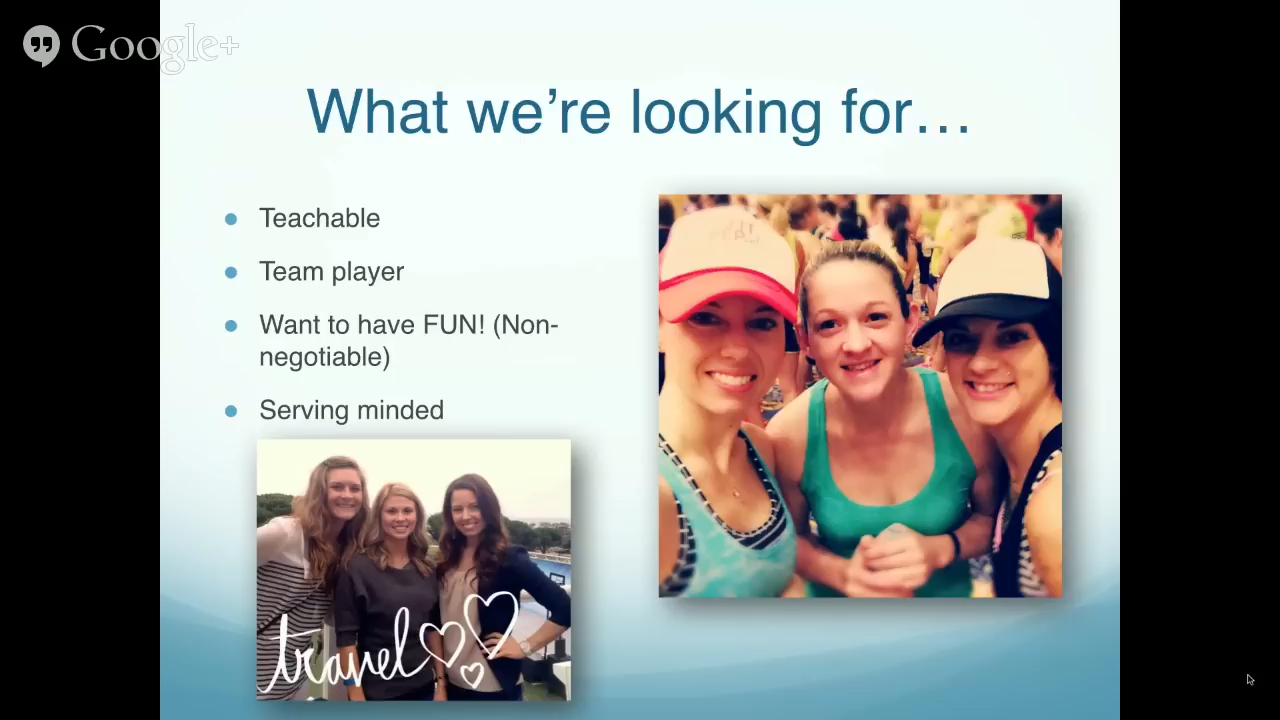 Google+
What we're looking for…
Teachable
Team player
Want to have FUN! (Non-
negotiable)
Serving minded
travel